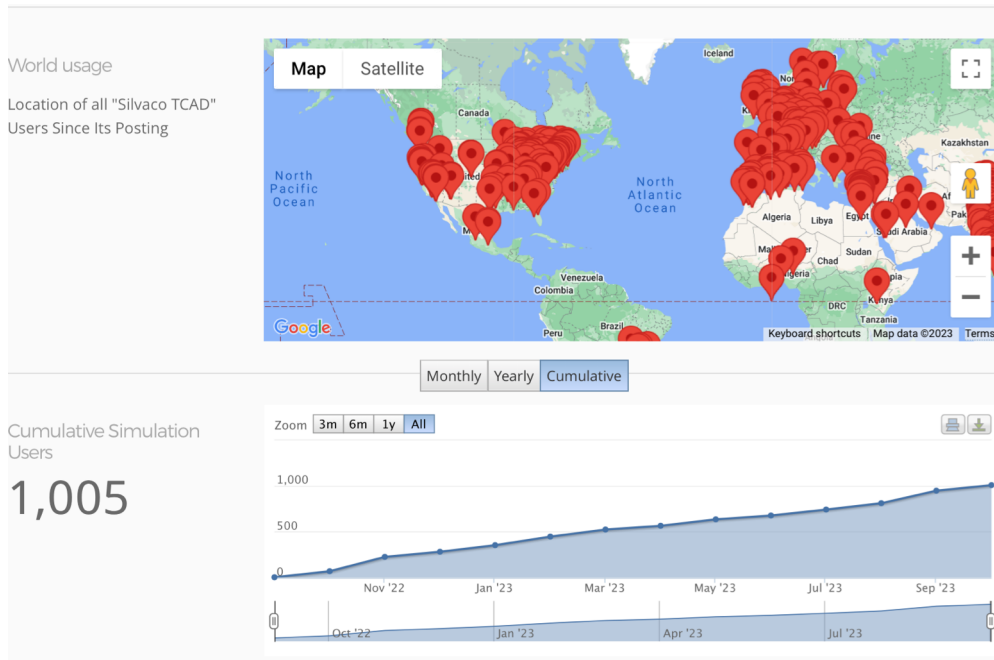 World usage
Location of all "Silvaco TCAD"
Users Since Its Posting
Map
Satellite
Iceland
Canada
Kazakhstan
North
Pacific
Ocean
North
Atlantic
Ocean
Algeria
Libya
Egypt
Saudi Arabia
Chad
Sudan
Venezuela
Colombia
DRC
Kenya
Tanzania
Peru
Brazil
Google
Keyboard shortcuts
Map data ©2023
Terms
Monthly
Yearly
Cumulative
Cumulative Simulation
Users
1,005
Zoom
3m
6m
1y
All
1,000
500
0
Nov '22
Jan '23
Mar '23
May '23
Jul '23
Sep '23
Oct '22
Jan '23
Apr '23
Jul '23